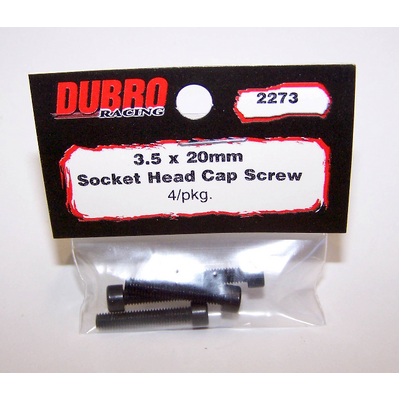 DUBRO
RACING
2273
3.5 x 20mm
Socket Head Cap Screw
4/pkg.